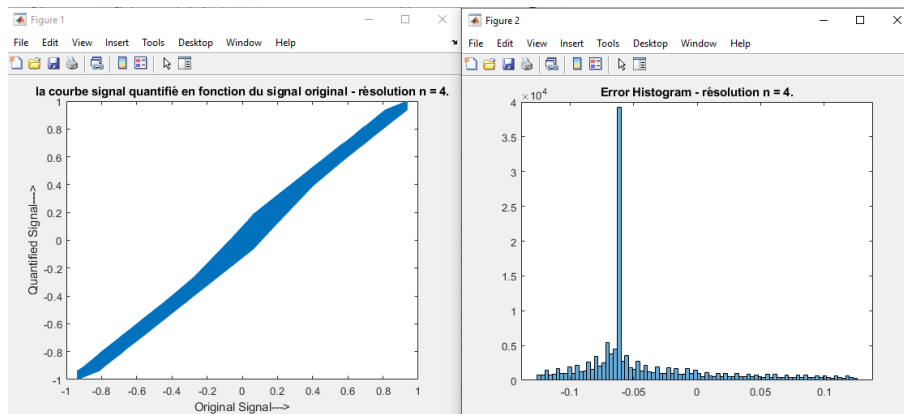 Figure 1
File Edit View Insert Tools Desktop Window Help
la courbe signal quantifié en fonction du signal original - résolution n = 4.
1
0.8
0.6
0.4
0.2
0
-0.2
-0.4
-0.6
-0.8
-1
Quantified Signal--->
-1 -0.8 -0.6 -0.4 -0.2 0 0.2 0.4 0.6 0.8 1
Original Signal--->
Figure 2
File Edit View Insert Tools Desktop Window Help
×10⁴
Error Histogram - résolution n = 4.
4
3.5
3
2.5
2
1.5
1
0.5
0
-0.1 -0.05 0 0.05 0.1